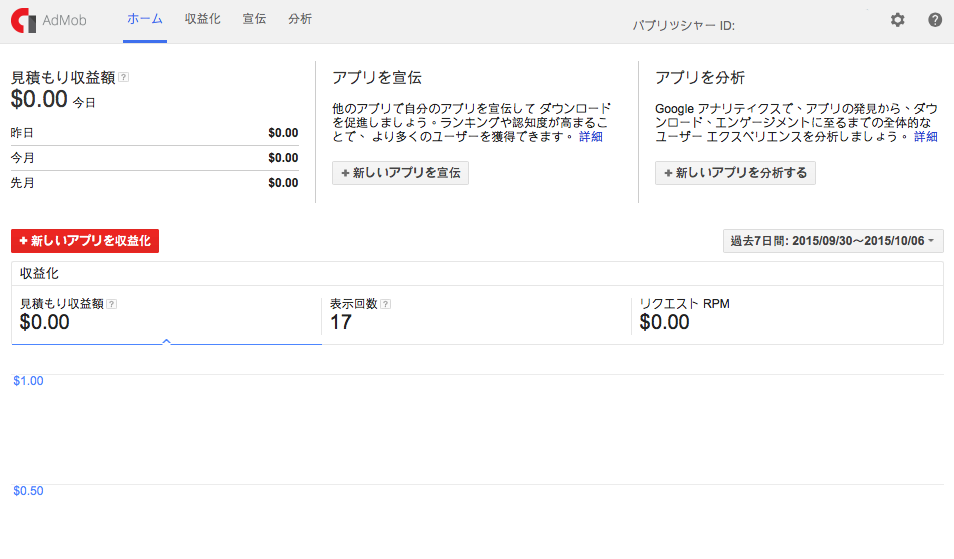 AdMob
ホーム 収益化 宣伝 分析
パブリッシャー ID:
見積もり収益額 ?
$0.00 今日
昨日 $0.00
今月 $0.00
先月 $0.00
アプリを宣伝
他のアプリで自分のアプリを宣伝して ダウンロード
を促進しましょう。ランキングや認知度が高まるこ
とで、 より多くのユーザーを獲得できます。 詳細
+ 新しいアプリを宣伝
アプリを分析
Google アナリティクスで、アプリの発見から、ダウ
ンロード、エンゲージメントに至るまでの全体的な
ユーザー エクスペリエンスを分析しましょう。 詳細
+ 新しいアプリを分析する
+ 新しいアプリを収益化
過去7日間: 2015/09/30～2015/10/06
収益化
見積もり収益額 ?
$0.00
表示回数 ?
17
リクエスト RPM
$0.00
$1.00
$0.50